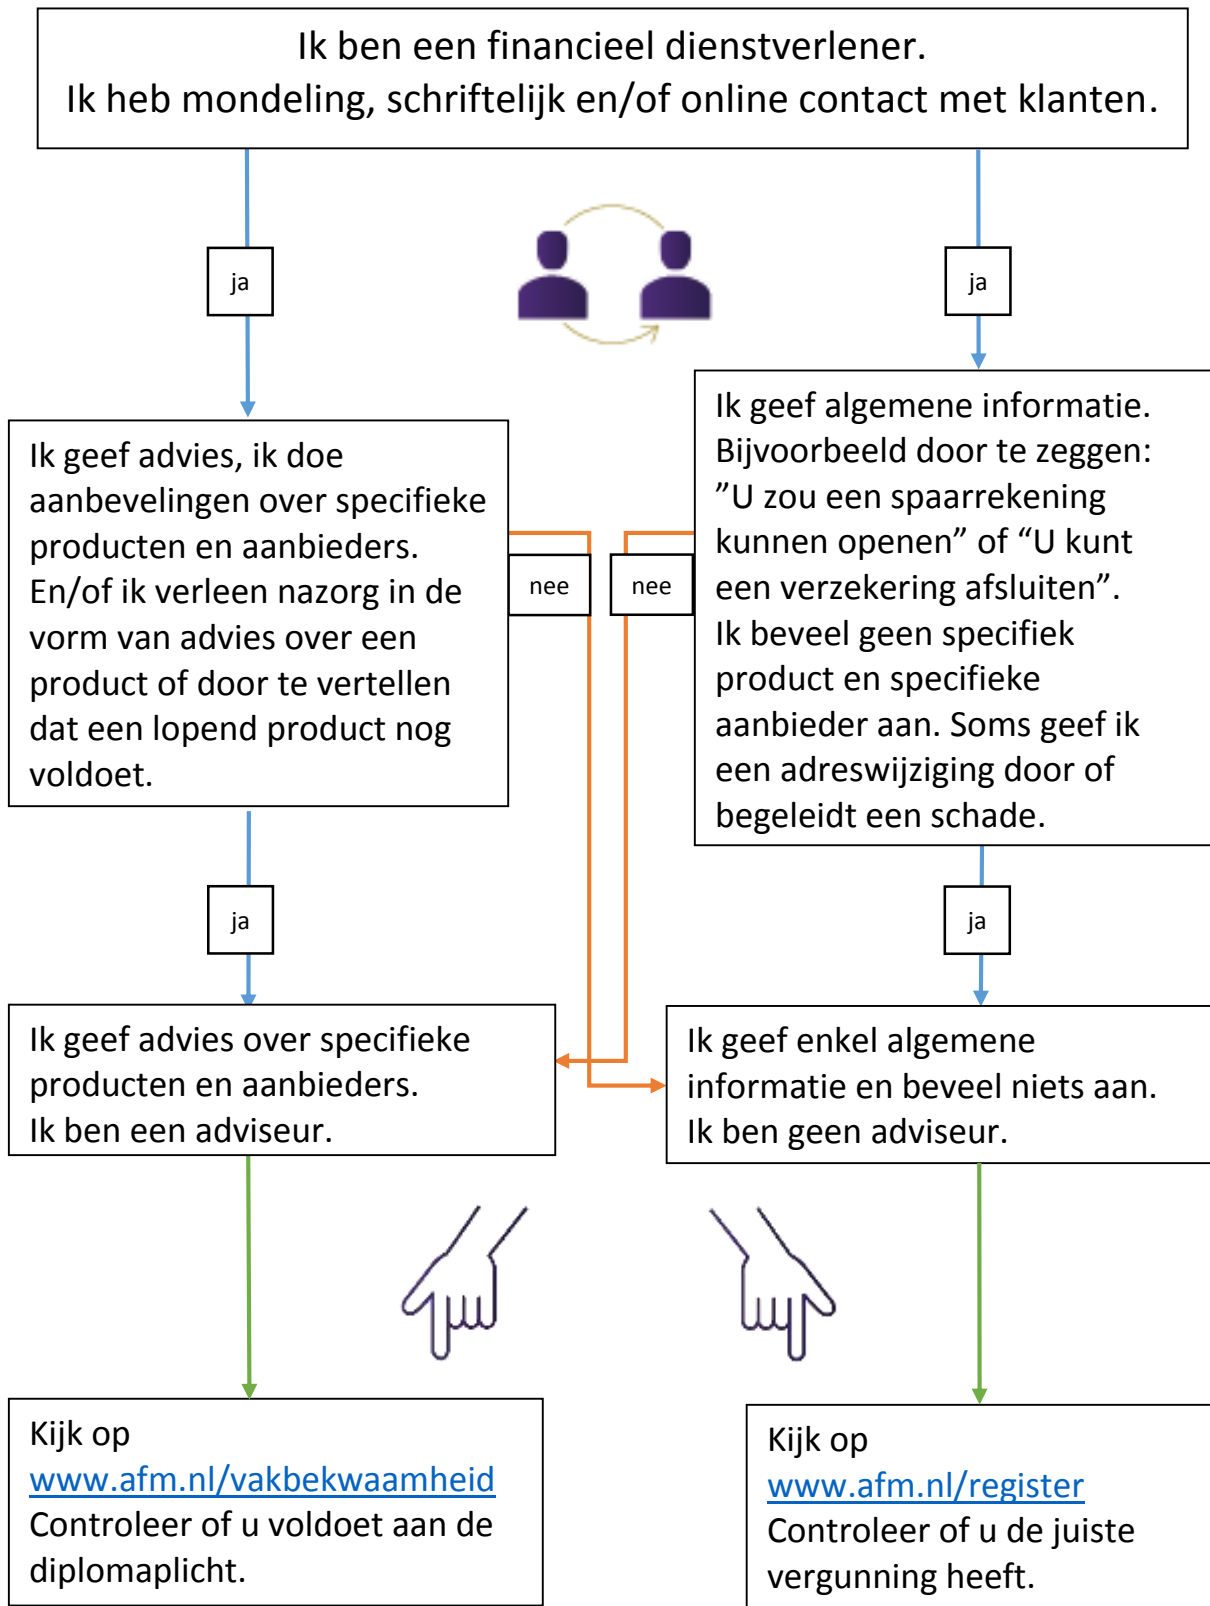 Ik ben een financieel dienstverlener.
Ik heb mondeling, schriftelijk en/of online contact met klanten.
ja
ja
Ik geef advies, ik doe
aanbevelingen over specifieke
producten en aanbieders.
En/of ik verleen nazorg in de
vorm van advies over een
product of door te vertellen
dat een lopend product nog
voldoet.
nee
nee
Ik geef algemene informatie.
Bijvoorbeeld door te zeggen:
”U zou een spaarrekening
kunnen openen” of “U kunt
een verzekering afsluiten”.
Ik beveel geen specifiek
product en specifieke
aanbieder aan. Soms geef ik
een adreswijziging door of
begeleidt een schade.
ja
ja
Ik geef advies over specifieke
producten en aanbieders.
Ik ben een adviseur.
Ik geef enkel algemene
informatie en beveel niets aan.
Ik ben geen adviseur.
Kijk op
www.afm.nl/vakbekwaamheid
Controleer of u voldoet aan de
diplomaplicht.
Kijk op
www.afm.nl/register
Controleer of u de juiste
vergunning heeft.